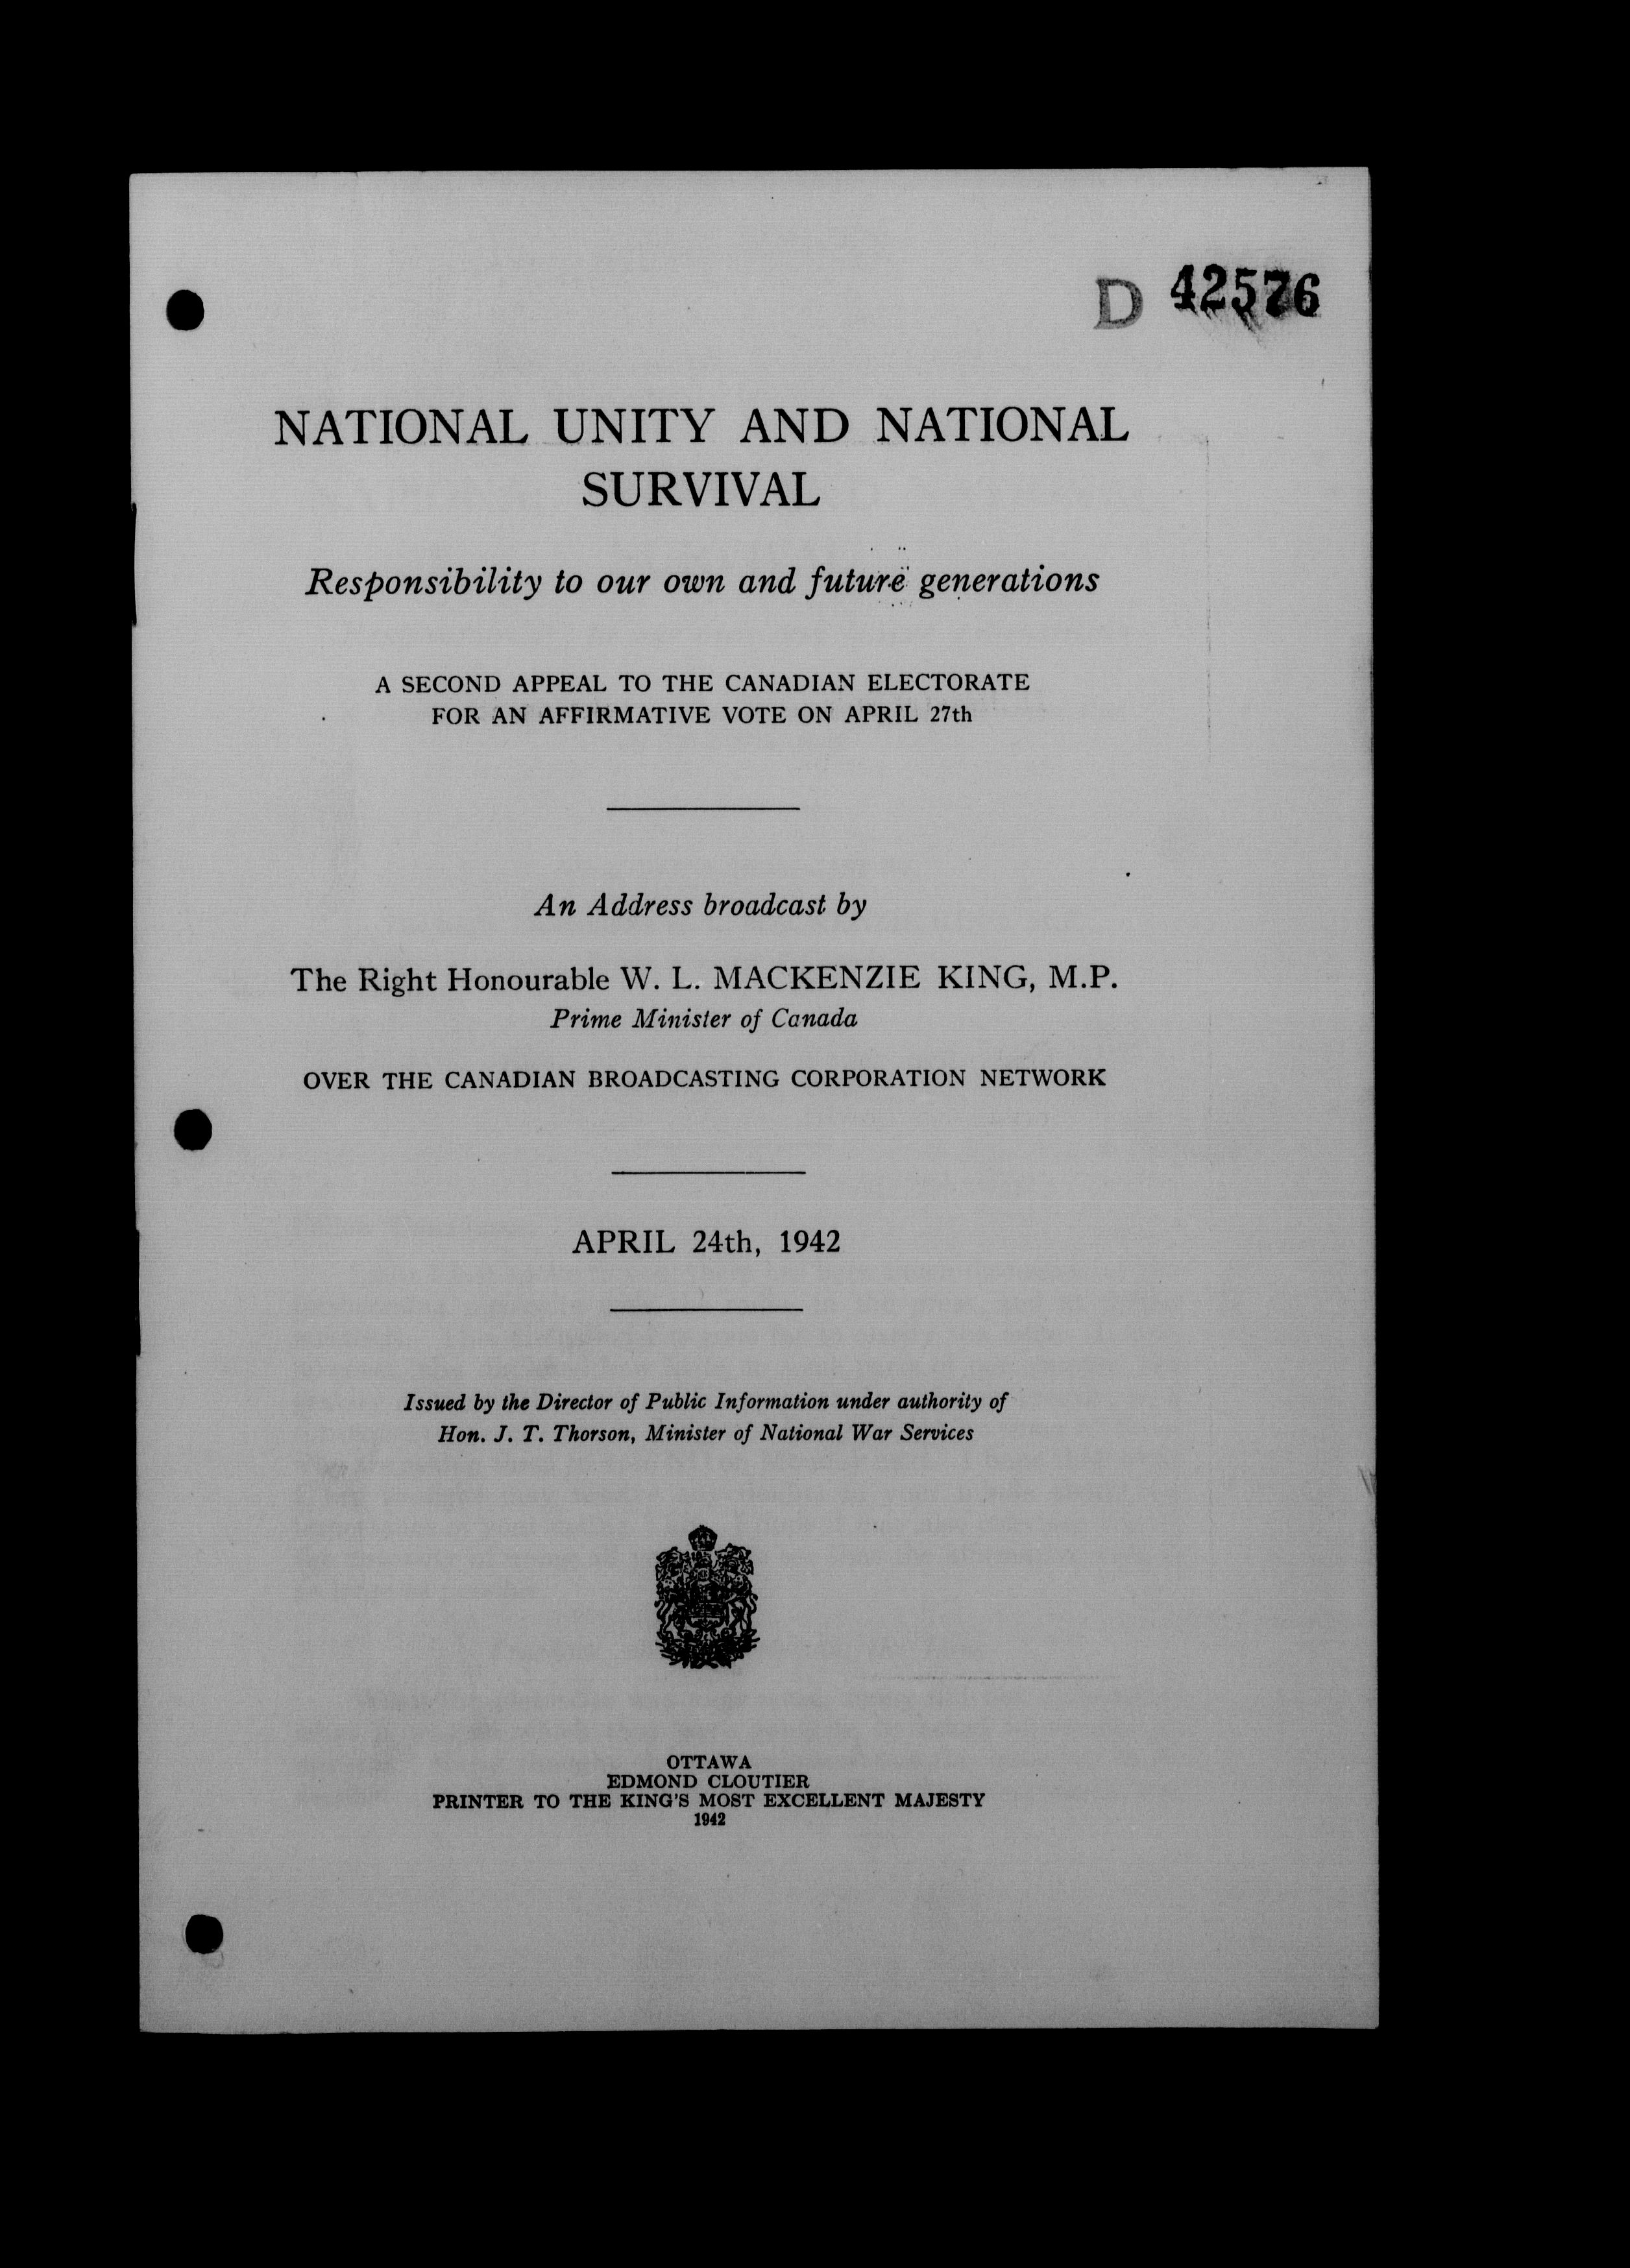 D 42576
NATIONAL UNITY AND NATIONAL
SURVIVAL
Responsibility to our own and future generations
A SECOND APPEAL TO THE CANADIAN ELECTORATE
FOR AN AFFIRMATIVE VOTE ON APRIL 27th
An Address broadcast by
The Right Honourable W. L. MACKENZIE KING, M.P.
Prime Minister of Canada
OVER THE CANADIAN BROADCASTING CORPORATION NETWORK
APRIL 24th, 1942
Issued by the Director of Public Information under authority of
Hon. J. T. Thorson, Minister of National War Services
OTTAWA
EDMOND CLOUTIER
PRINTER TO THE KING'S MOST EXCELLENT MAJESTY
1942